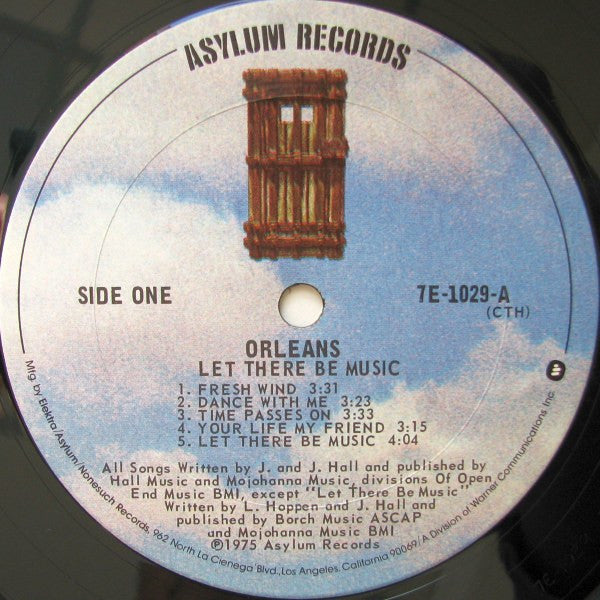 ASYLUM RECORDS
SIDE ONE
7E-1029-A
(CTH)
ORLEANS
LET THERE BE MUSIC
1. FRESH WIND 3:31
2. DANCE WITH ME 3:23
3. TIME PASSES ON 3:33
4. YOUR LIFE MY FRIEND 3:15
5. LET THERE BE MUSIC 4:04
All Songs Written by J. and J. Hall and published by
Hall Music and Mojohanna Music, divisions Of Open
End Music BMI, except "Let There Be Music"
Written by L. Hoppen and J. Hall and
published by Borch Music ASCAP
and Mojohanna Music BMI
℗1975 Asylum Records
Mfg. by Elektra/Asylum/Nonesuch Records, 962 North La Cienega Blvd., Los Angeles, California 90069/A Division of Warner Communications Inc.